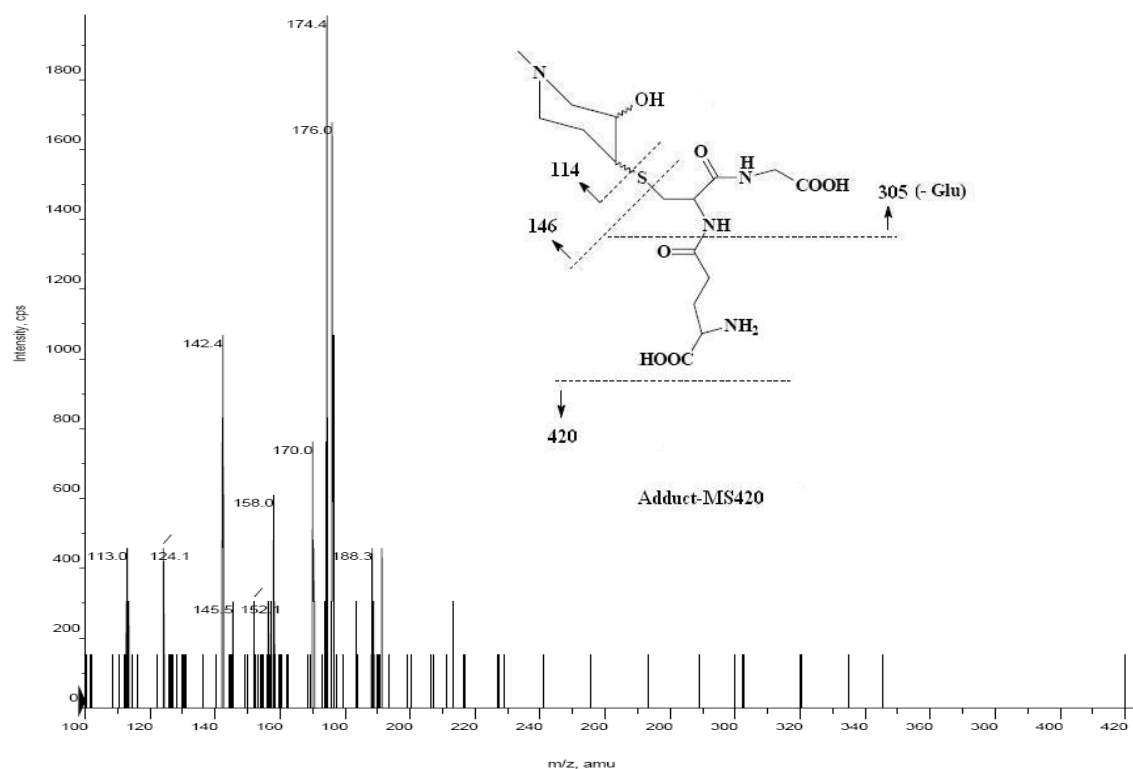 174.4
1800
N
OH
1600
176.0
O
H
N
114
S
COOH
305 (- Glu)
1400
146
NH
O
1200
142.4
NH2
1000
HOOC
800
170.0
420
600
158.0
Adduct-MS420
400
113.0 124.1 188.3
145.5 152.1
200
0
100 120 140 160 180 200 220 240 260 280 300 320 340 360 380 400 420
m/z, amu
Intensity, cps